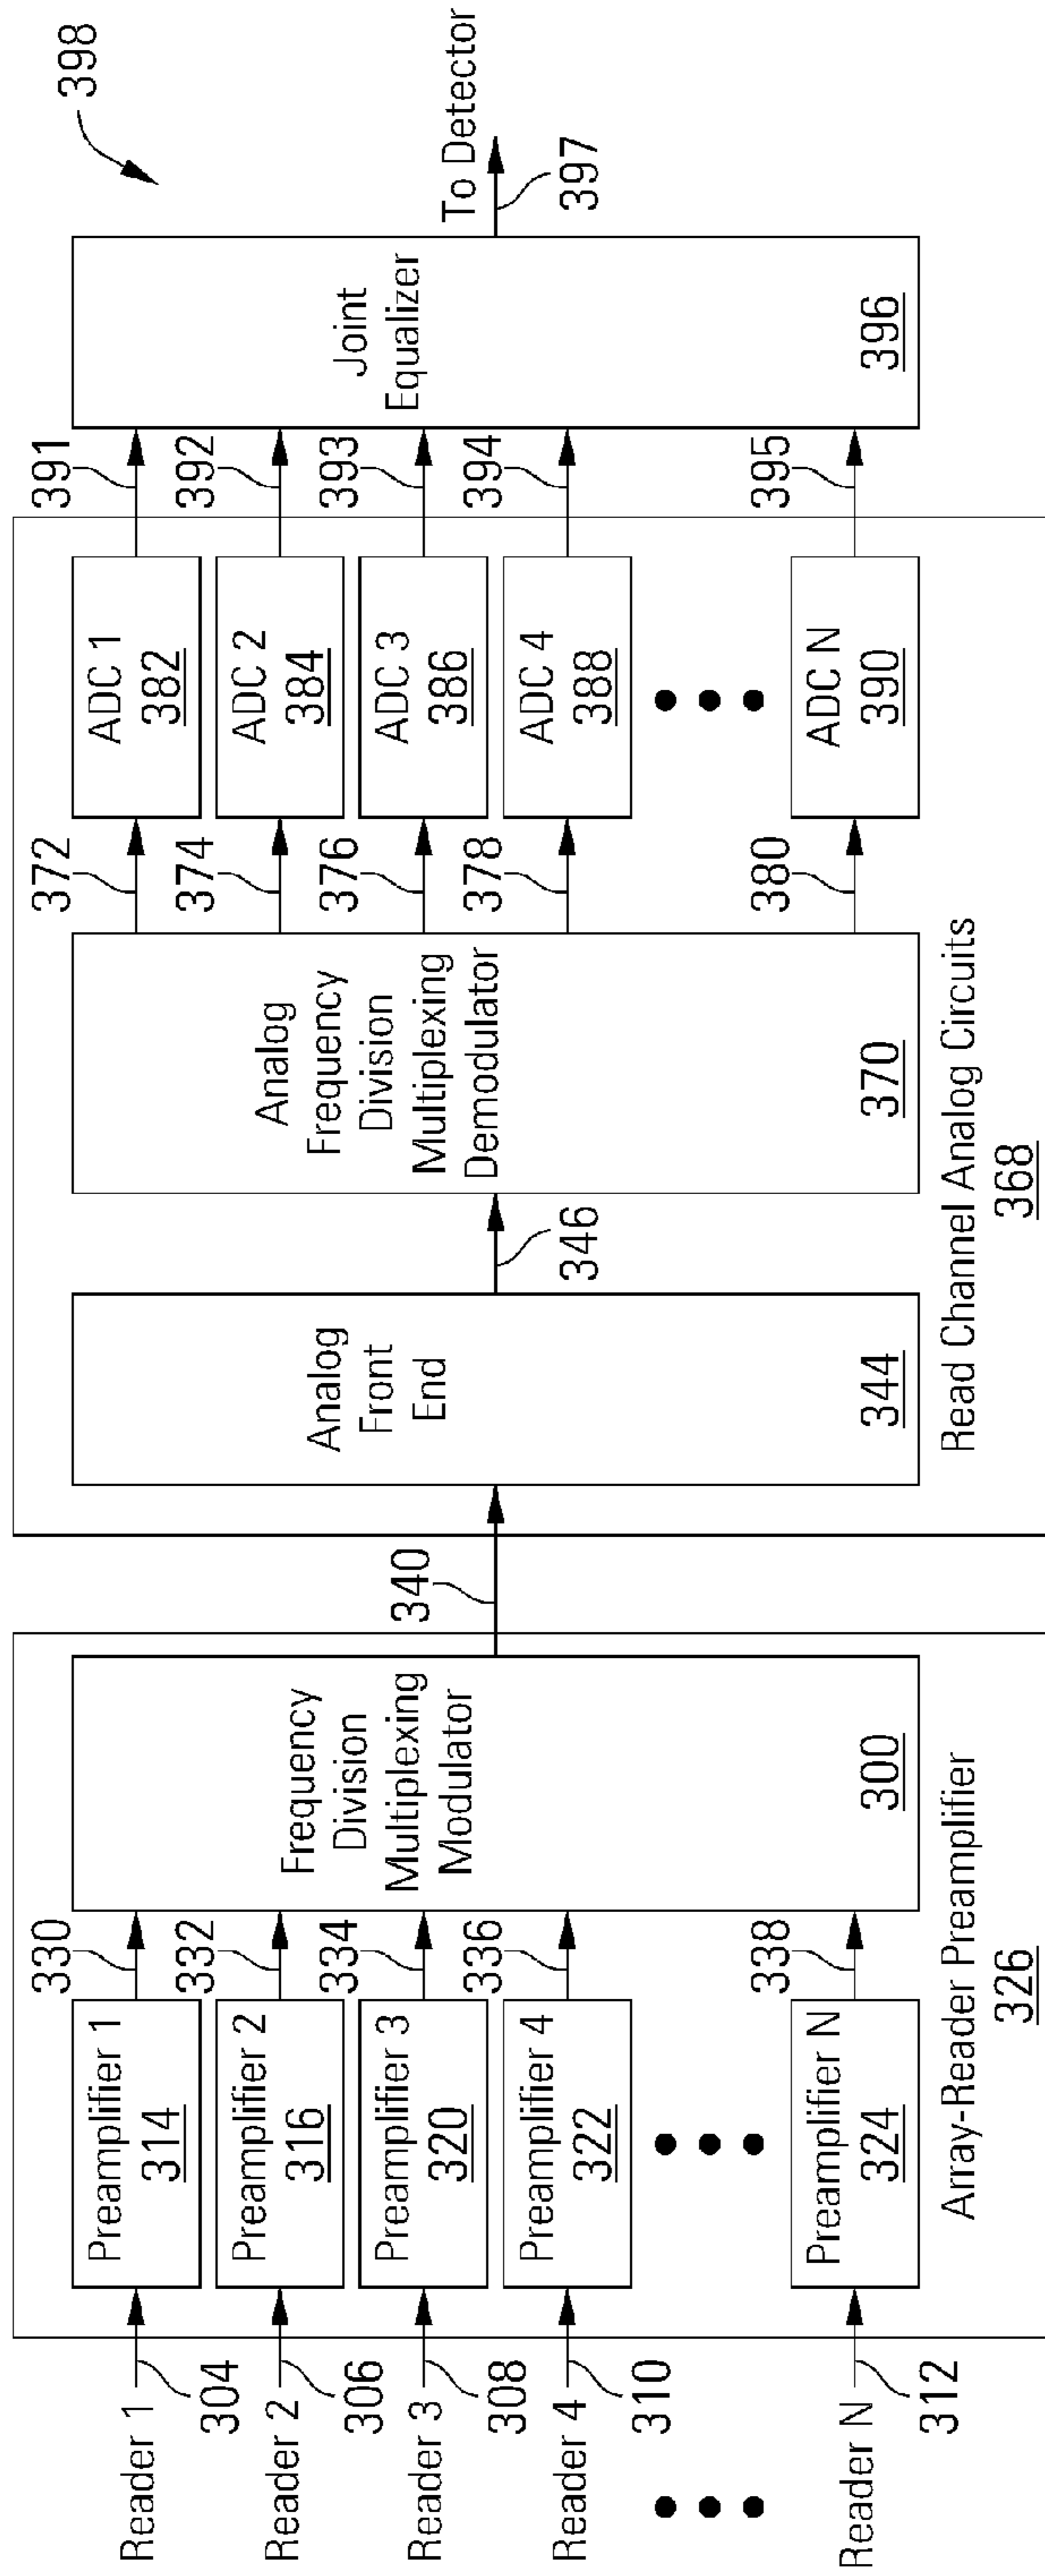 398
Reader 1
304
Reader 2
306
Reader 3
308
Reader 4
310
Reader N
312
Preamplifier 1
314
Preamplifier 2
316
Preamplifier 3
320
Preamplifier 4
322
Preamplifier N
324
330
332
334
336
338
Frequency
Division
Multiplexing
Modulator
300
Array-Reader Preamplifier
326
340
Analog
Front
End
344
346
Analog
Frequency
Division
Multiplexing
Demodulator
370
372
374
376
378
380
ADC 1
382
ADC 2
384
ADC 3
386
ADC 4
388
ADC N
390
Read Channel Analog Circuits
368
391
392
393
394
395
Joint
Equalizer
396
To Detector
397